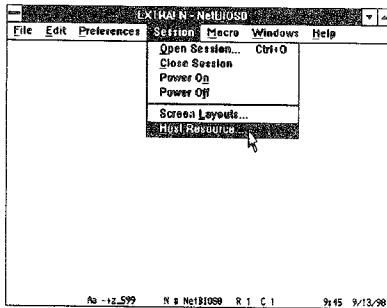 EXTRA! N - NetBIOS0
File Edit Preferences Session Macro Windows Help
Open Session... Ctrl+O
Close Session
Power On
Power Off
Screen Layouts...
Host Resource...
NetBIOS0 R 1 C 1 9:45 9/13/90